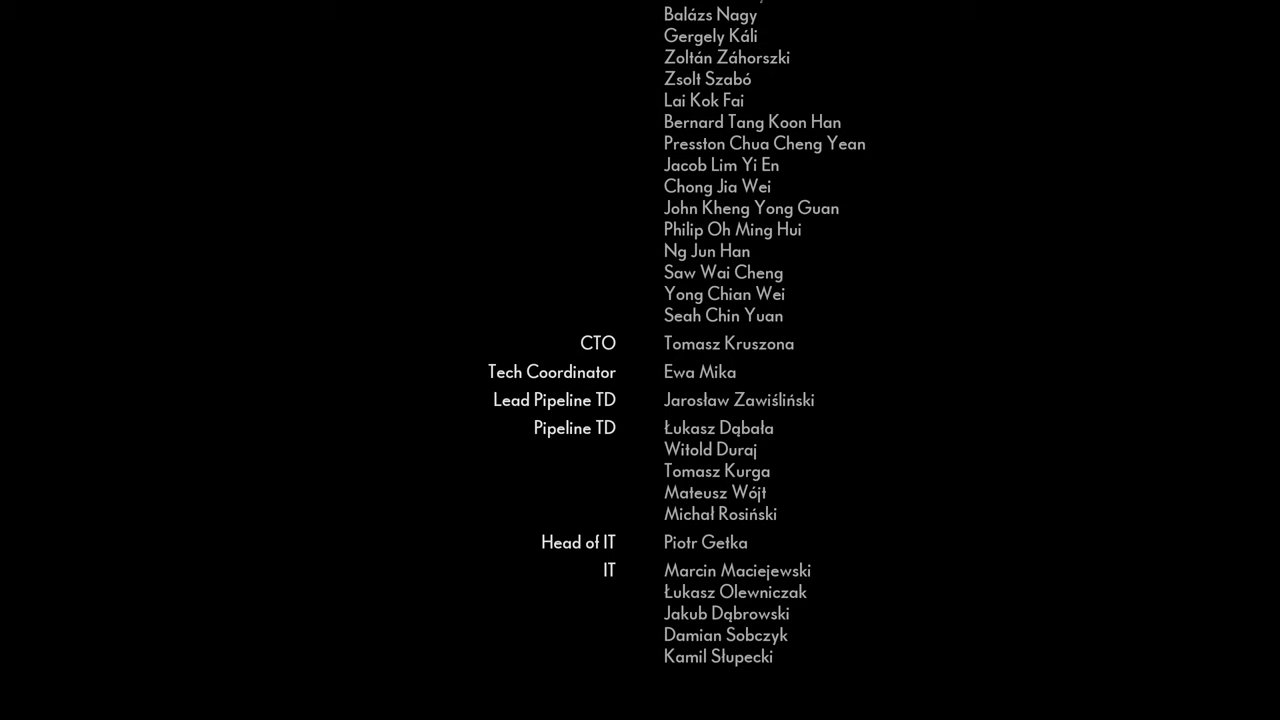 Balázs Nagy
Gergely Káli
Zoltán Záhorszki
Zsolt Szabó
Lai Kok Fai
Bernard Tang Koon Han
Presston Chua Cheng Yean
Jacob Lim Yi En
Chong Jia Wei
John Kheng Yong Guan
Philip Oh Ming Hui
Ng Jun Han
Saw Wai Cheng
Yong Chian Wei
Seah Chin Yuan
CTO Tomasz Kruszona
Tech Coordinator Ewa Mika
Lead Pipeline TD Jarosław Zawiśliński
Pipeline TD Łukasz Dąbała
Witold Duraj
Tomasz Kurga
Mateusz Wójt
Michał Rosiński
Head of IT Piotr Getka
IT Marcin Maciejewski
Łukasz Olewniczak
Jakub Dąbrowski
Damian Sobczyk
Kamil Słupecki